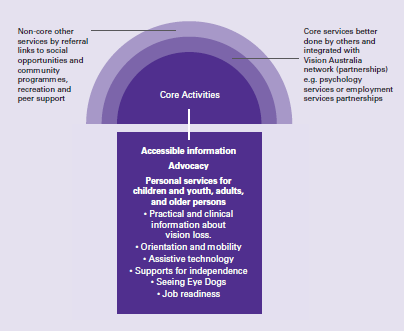 Non-core other
services by referral
links to social
opportunities and
community
programmes,
recreation and
peer support
Core services better
done by others and
integrated with
Vision Australia
network (partnerships)
e.g. psychology
services or employment
services partnerships
Core Activities
Accessible information
Advocacy
Personal services for
children and youth, adults,
and older persons
• Practical and clinical
information about
vision loss.
• Orientation and mobility
• Assistive technology
• Supports for independence
• Seeing Eye Dogs
• Job readiness